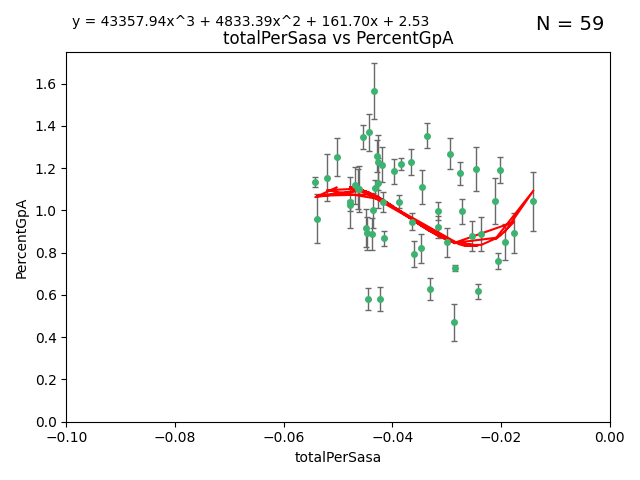 y = 43357.94x^3 + 4833.39x^2 + 161.70x + 2.53
N = 59
totalPerSasa vs PercentGpA
PercentGpA
1.6
1.4
1.2
1.0
0.8
0.6
0.4
0.2
0.0
−0.10 −0.08 −0.06 −0.04 −0.02 0.00
totalPerSasa